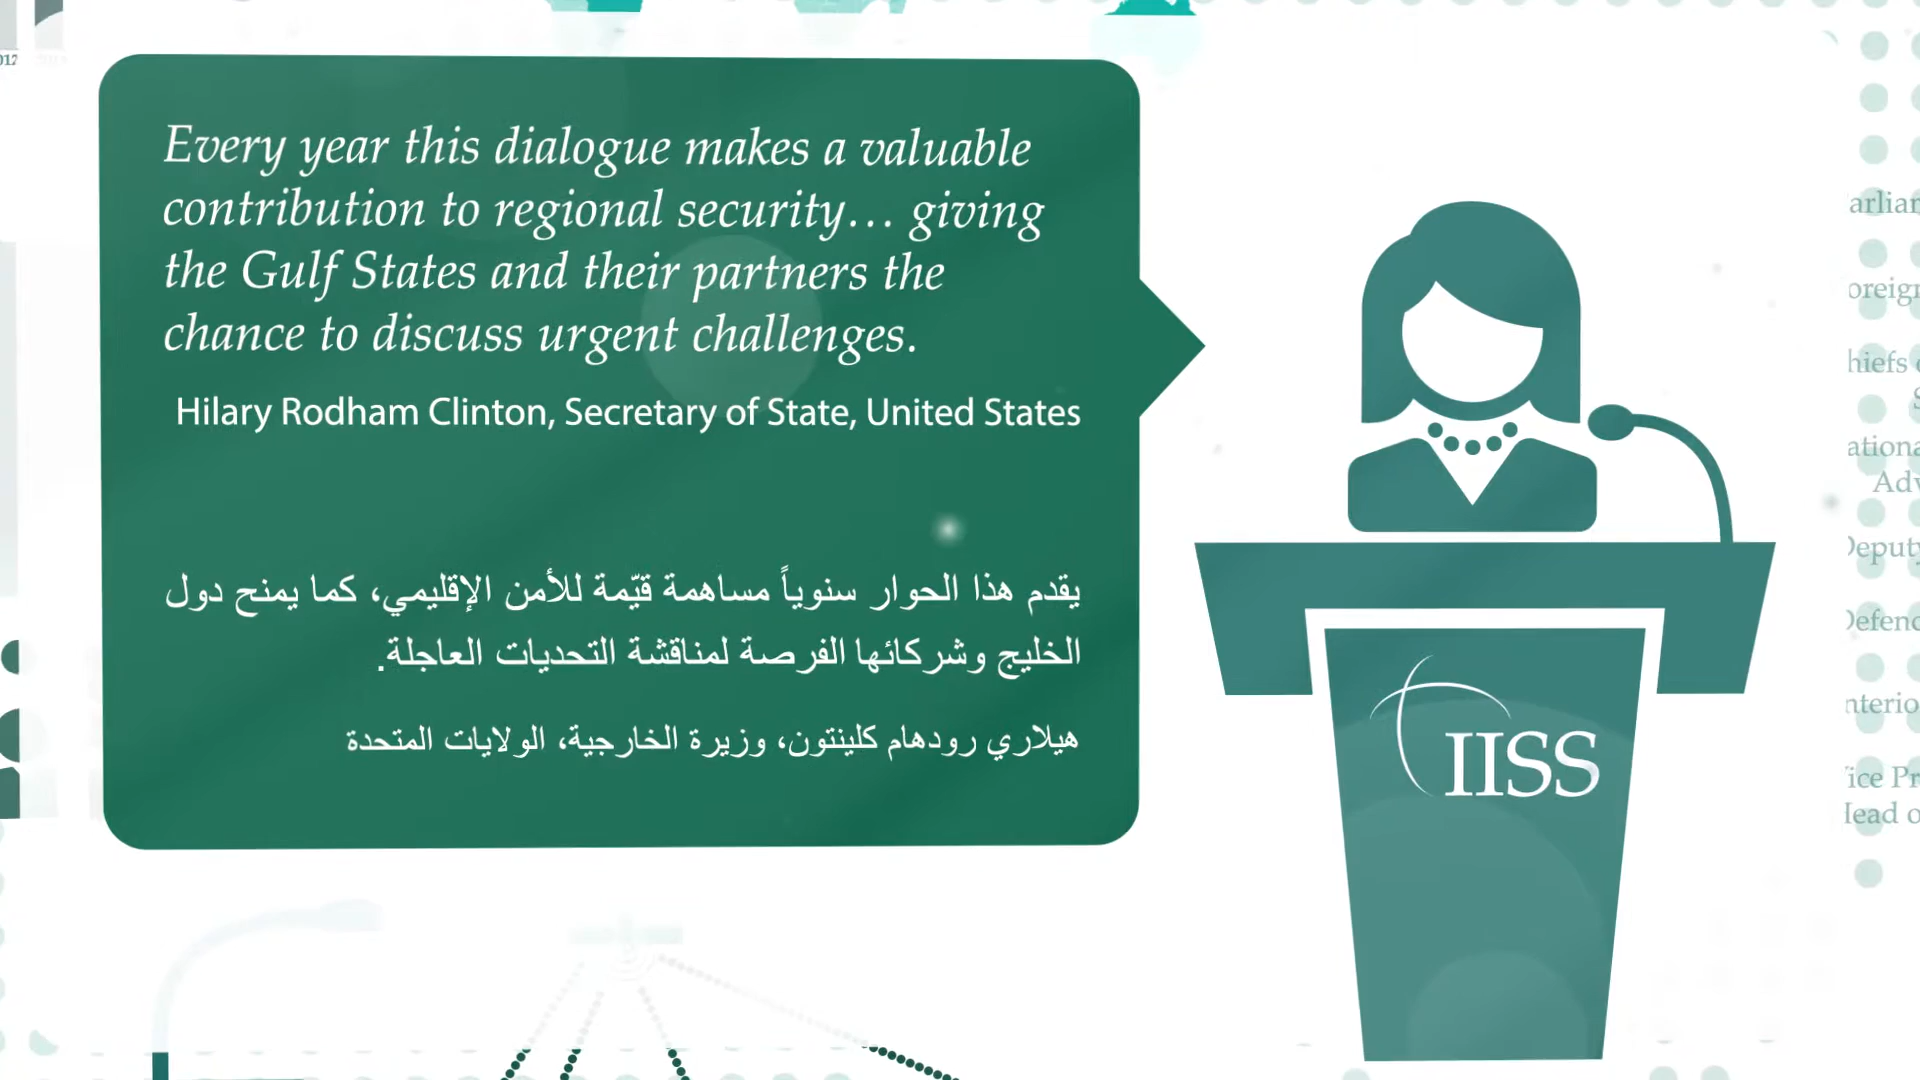 Every year this dialogue makes a valuable
contribution to regional security… giving
the Gulf States and their partners the
chance to discuss urgent challenges.
Hilary Rodham Clinton, Secretary of State, United States
يقدم هذا الحوار سنوياً مساهمة قيّمة للأمن الإقليمي، كما يمنح دول
الخليج وشركائها الفرصة لمناقشة التحديات العاجلة.
هيلاري رودهام كلينتون، وزيرة الخارجية، الولايات المتحدة
IISS